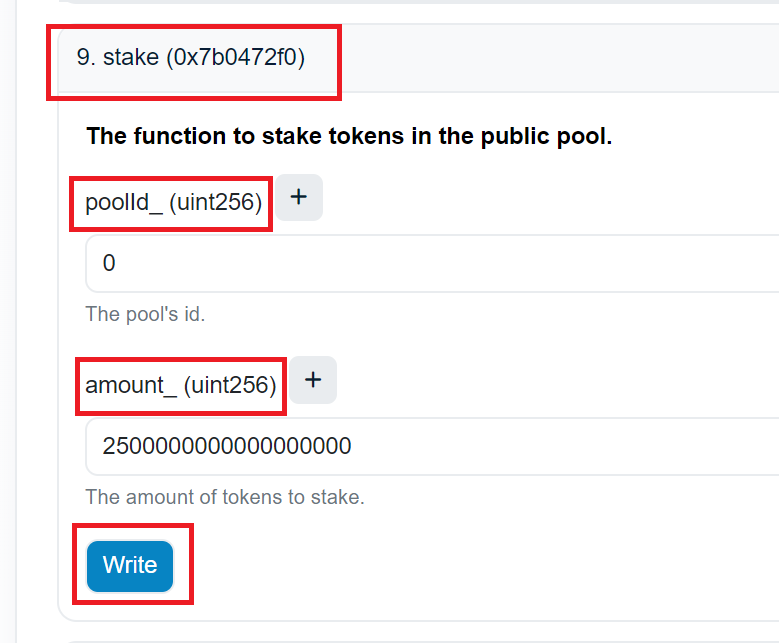 9. stake (0x7b0472f0)
The function to stake tokens in the public pool.
poolId_ (uint256) +
0
The pool's id.
amount_ (uint256) +
2500000000000000000
The amount of tokens to stake.
Write